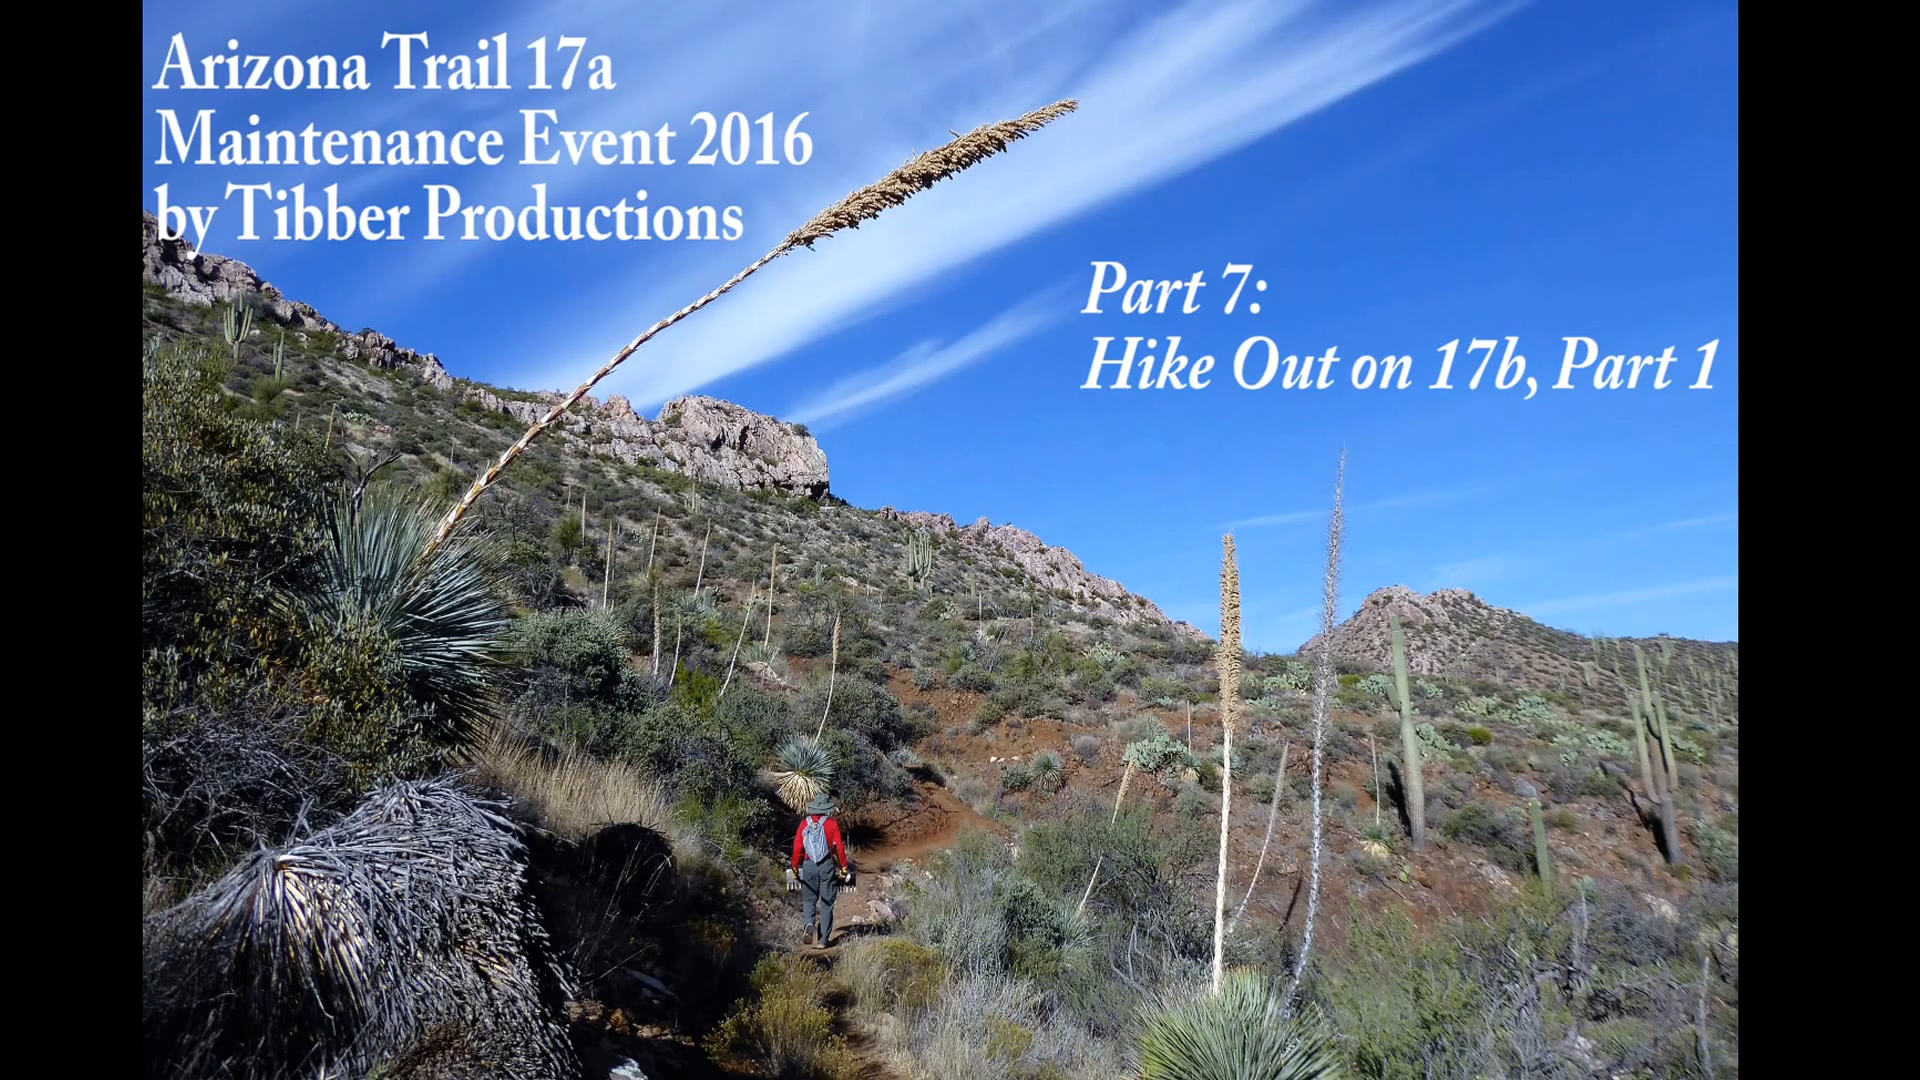 Arizona Trail 17a
Maintenance Event 2016
by Tibber Productions
Part 7:
Hike Out on 17b, Part 1